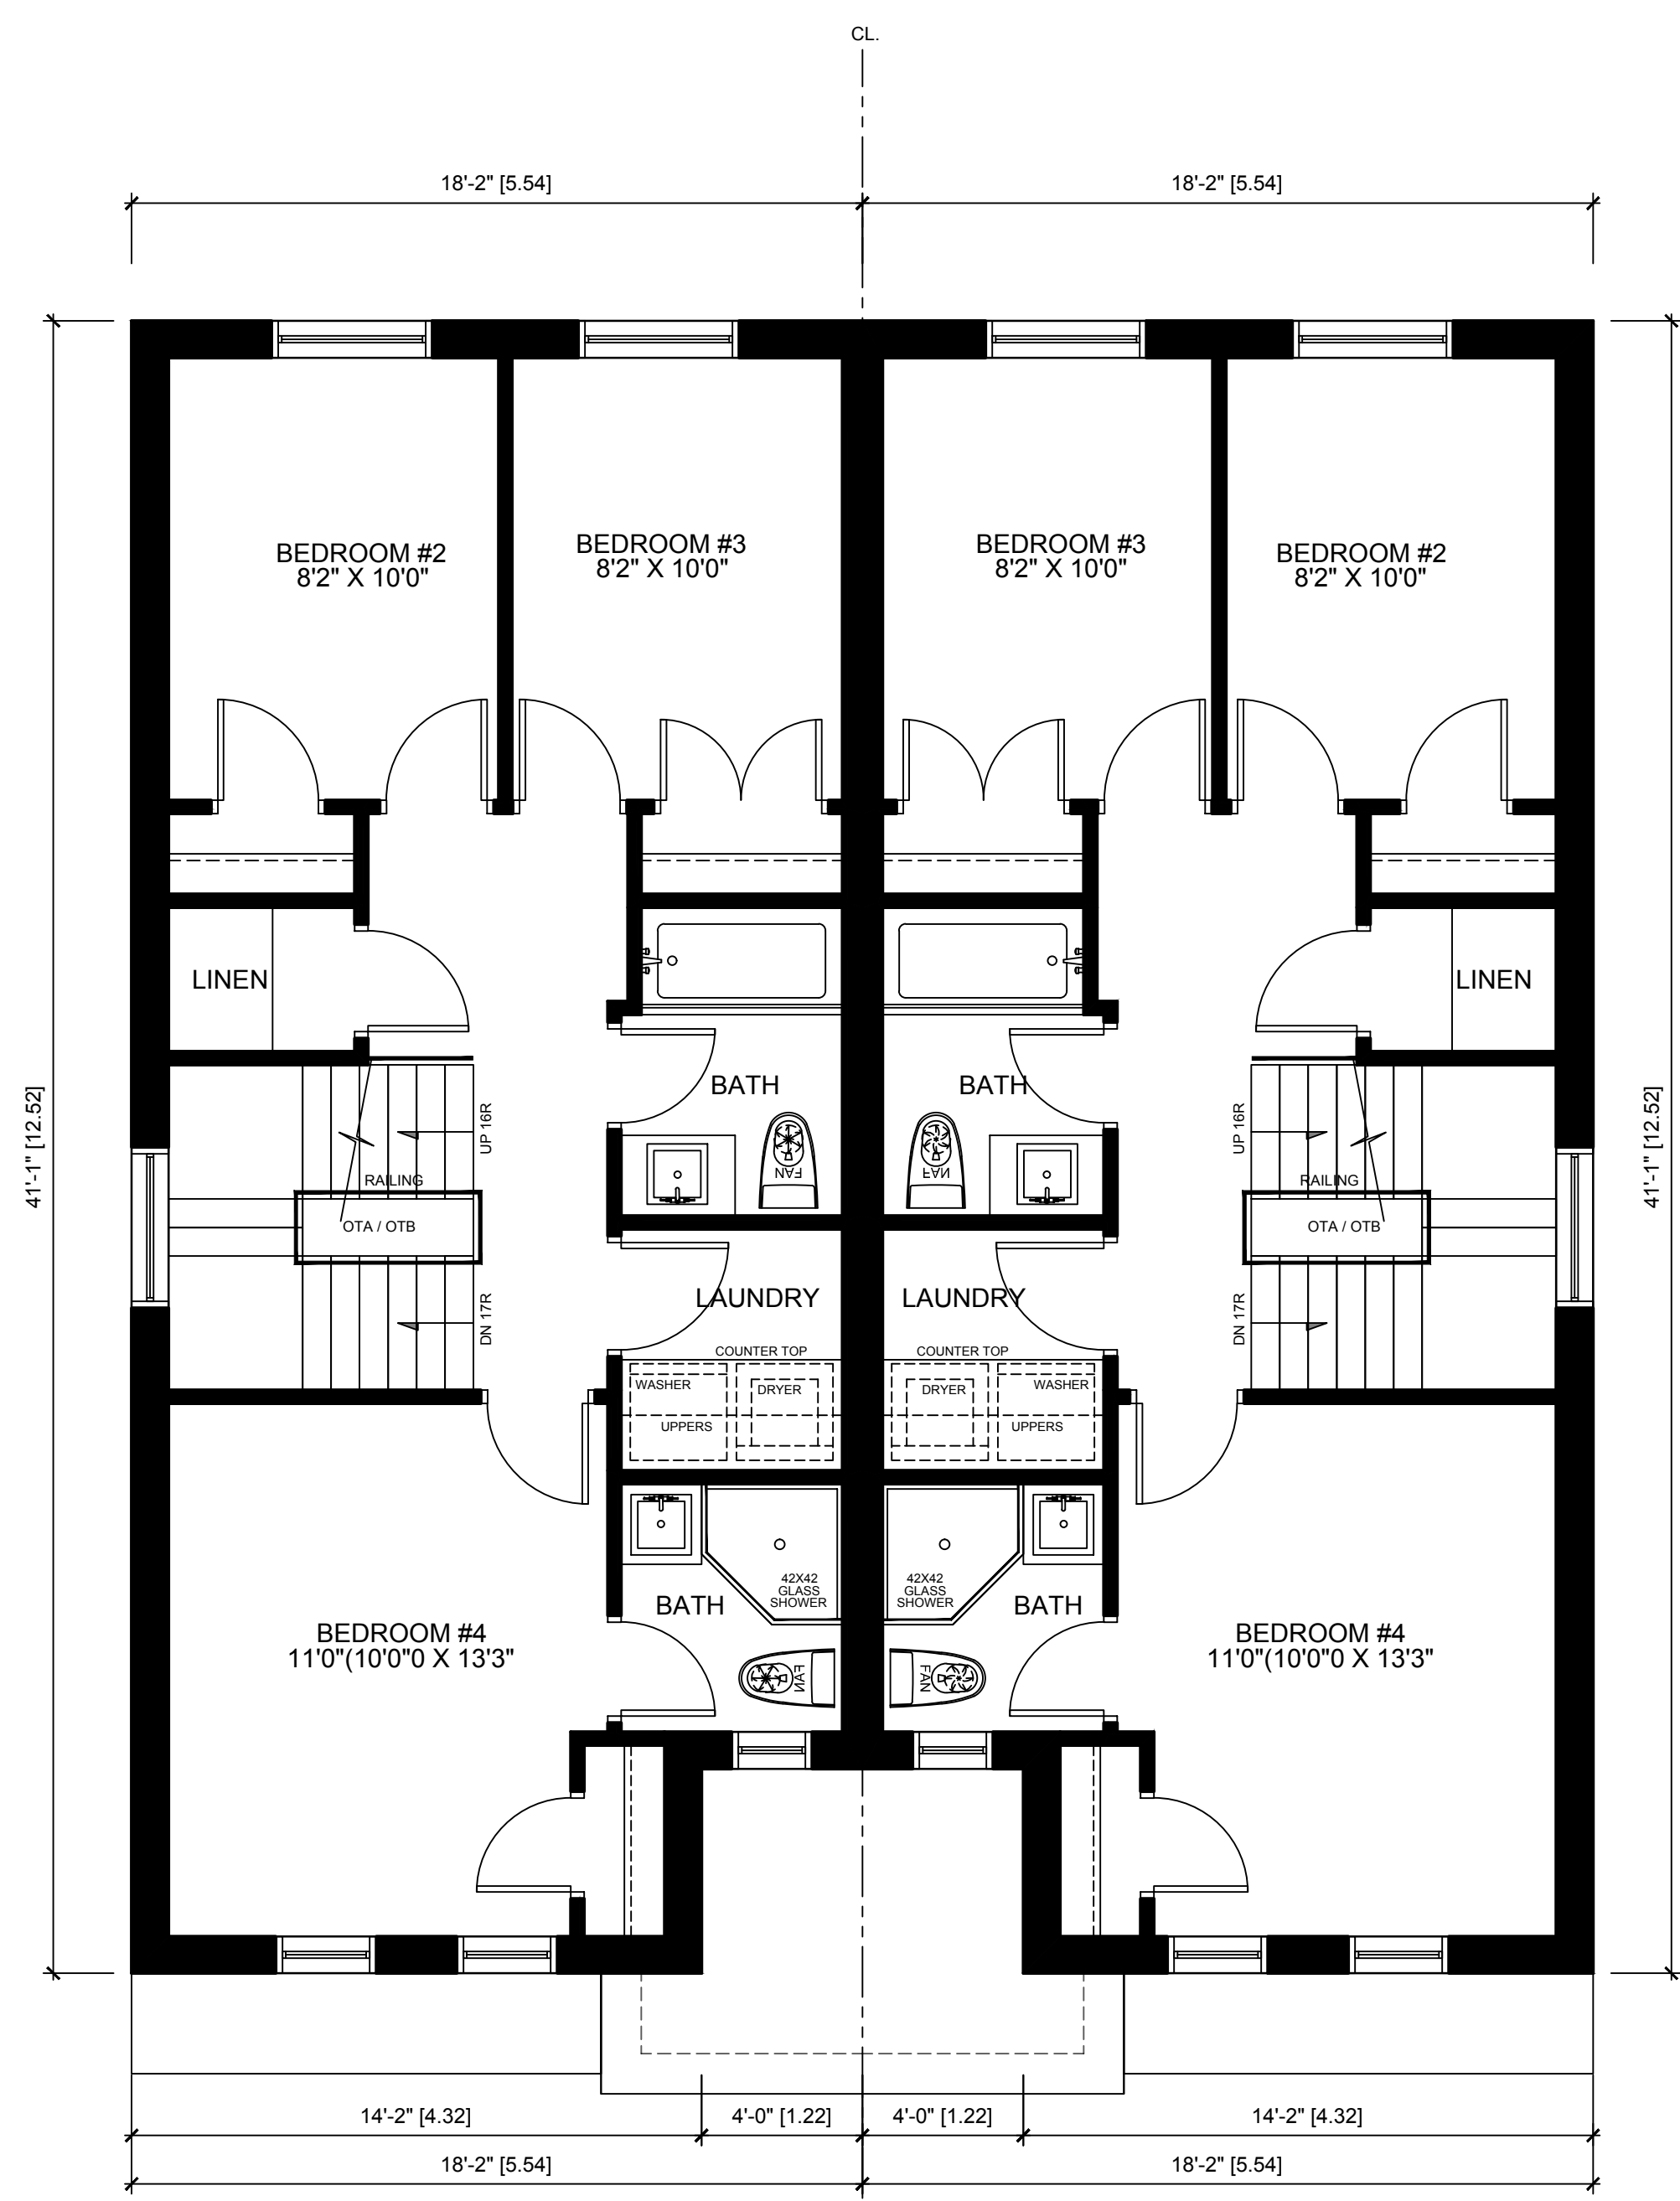 CL.
18'-2" [5.54]
18'-2" [5.54]
BEDROOM #2
8'2" X 10'0"
BEDROOM #3
8'2" X 10'0"
BEDROOM #3
8'2" X 10'0"
BEDROOM #2
8'2" X 10'0"
LINEN
LINEN
41'-1" [12.52]
41'-1" [12.52]
BATH
BATH
UP 16R
UP 16R
RAILING
RAILING
FAN
FAN
OTA / OTB
OTA / OTB
DN 17R
DN 17R
LAUNDRY
LAUNDRY
COUNTER TOP
COUNTER TOP
WASHER
DRYER
DRYER
WASHER
UPPERS
UPPERS
42X42
GLASS
SHOWER
42X42
GLASS
SHOWER
BATH
BATH
BEDROOM #4
11'0"(10'0"0 X 13'3"
BEDROOM #4
11'0"(10'0"0 X 13'3"
FAN
FAN
14'-2" [4.32]
4'-0" [1.22]
4'-0" [1.22]
14'-2" [4.32]
18'-2" [5.54]
18'-2" [5.54]